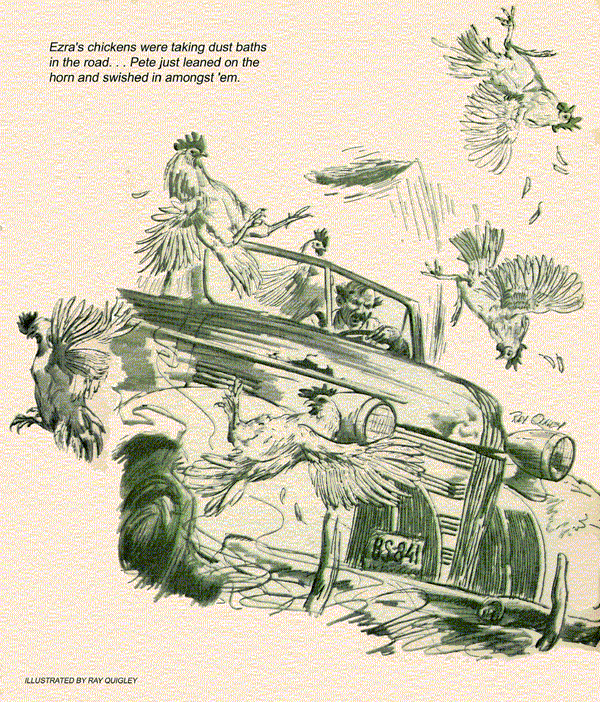 Ezra's chickens were taking dust baths
in the road. . . Pete just leaned on the
horn and swished in amongst 'em.
RAY QUIGLEY
BS·841
ILLUSTRATED BY RAY QUIGLEY